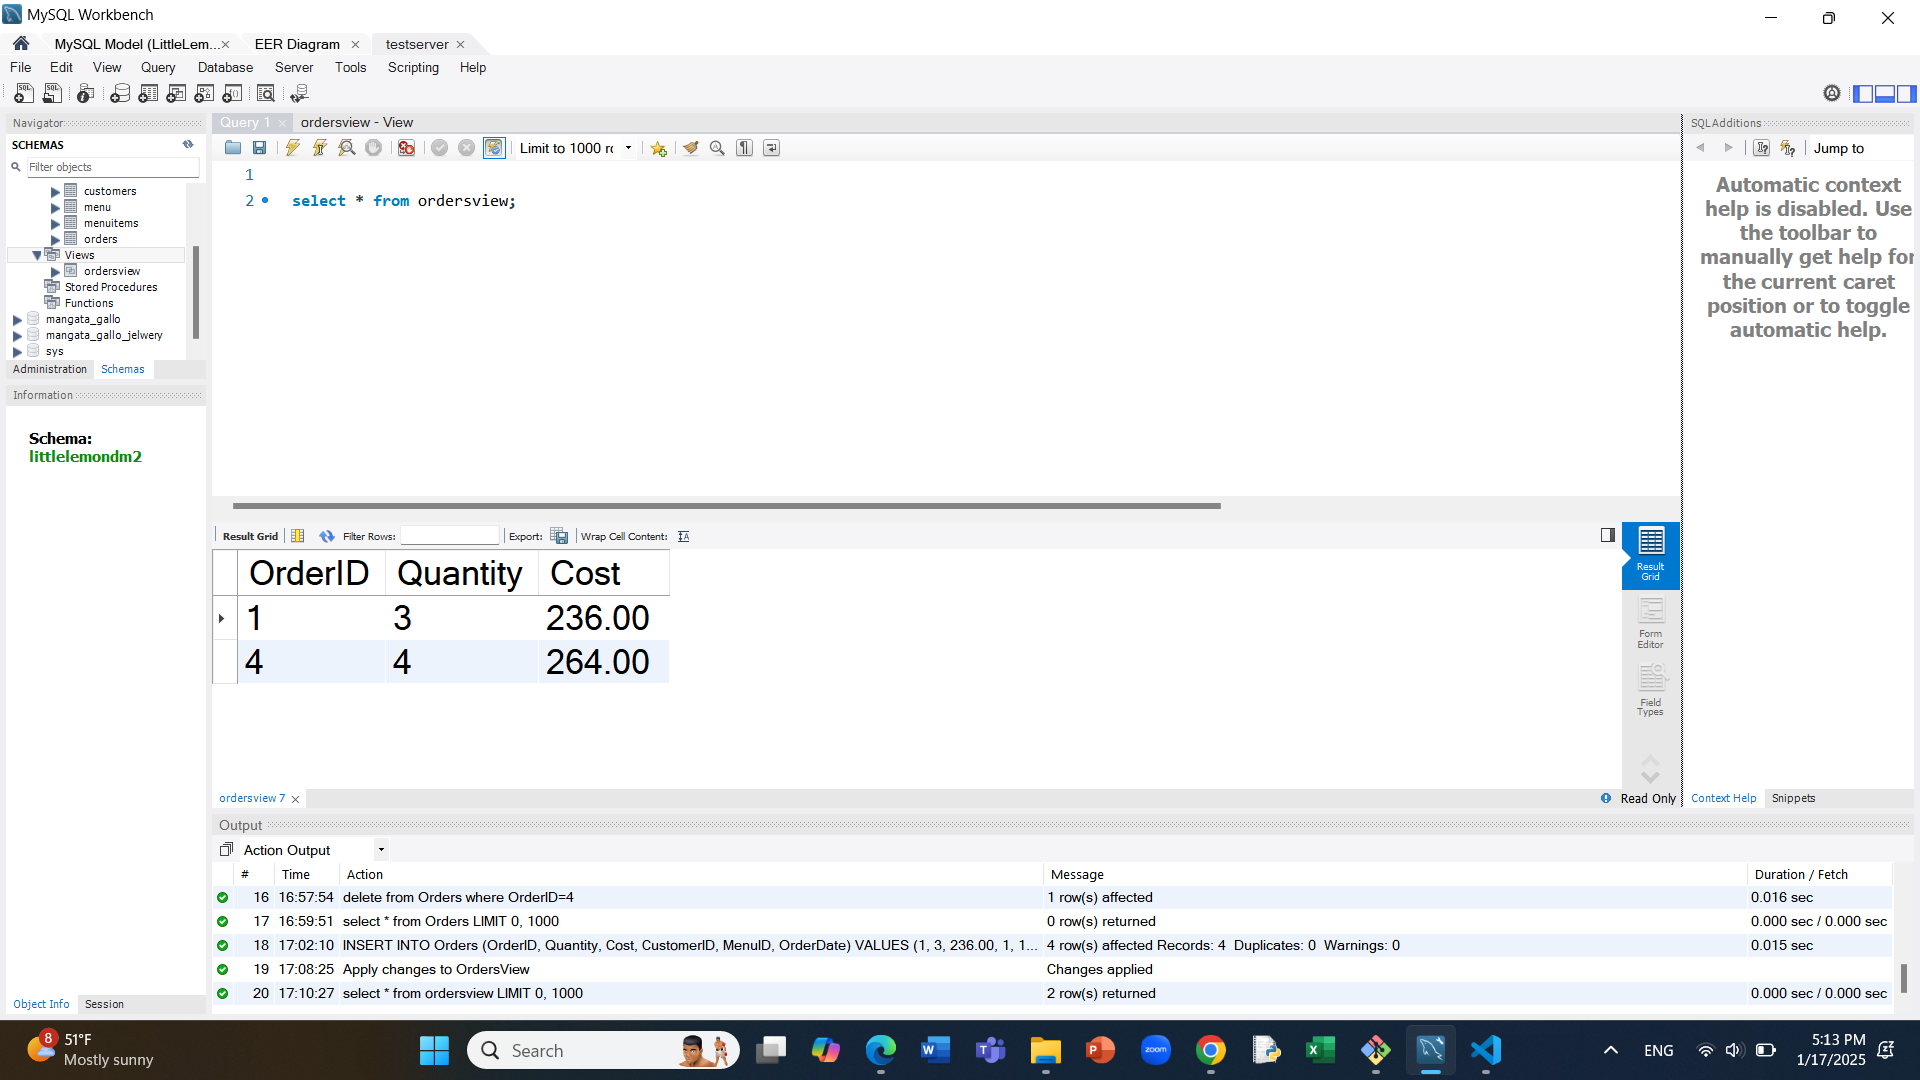 MySQL Workbench
MySQL Model (LittleLem...× EER Diagram × testserver ×
File Edit View Query Database Server Tools Scripting Help
Navigator
SCHEMAS
Filter objects
customers
menu
menuitems
orders
Views
ordersview
Stored Procedures
Functions
mangata_gallo
mangata_gallo_jelwery
sys
Administration Schemas
Information
Schema:
littlelemondm2
Object Info Session
Query 1 × ordersview - View
Limit to 1000 rc
1
2 select * from ordersview;
Result Grid Filter Rows: Export: Wrap Cell Content:
OrderID Quantity Cost
1 3 236.00
4 4 264.00
Result
Grid
Form
Editor
Field
Types
ordersview 7 × Read Only
SQLAdditions
Jump to
Automatic context
help is disabled. Use
the toolbar to
manually get help for
the current caret
position or to toggle
automatic help.
Context Help Snippets
Output
Action Output
# Time Action Message Duration / Fetch
16 16:57:54 delete from Orders where OrderID=4 1 row(s) affected 0.016 sec
17 16:59:51 select * from Orders LIMIT 0, 1000 0 row(s) returned 0.000 sec / 0.000 sec
18 17:02:10 INSERT INTO Orders (OrderID, Quantity, Cost, CustomerID, MenuID, OrderDate) VALUES (1, 3, 236.00, 1, 1... 4 row(s) affected Records: 4 Duplicates: 0 Warnings: 0 0.015 sec
19 17:08:25 Apply changes to OrdersView Changes applied
20 17:10:27 select * from ordersview LIMIT 0, 1000 2 row(s) returned 0.000 sec / 0.000 sec
8
51°F
Mostly sunny
Search
zoom
ENG
5:13 PM
1/17/2025